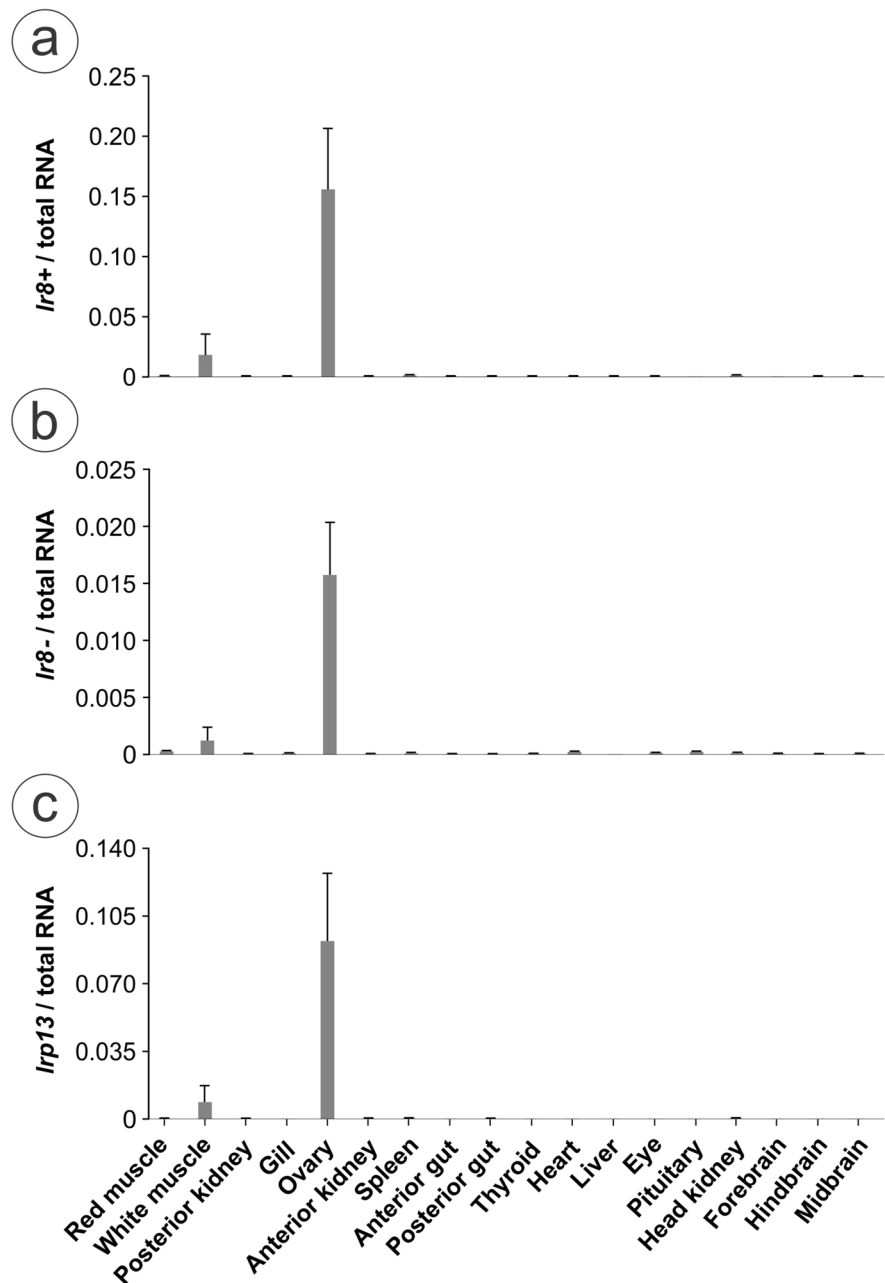 a
0.25
0.20
0.15
0.10
0.05
0
lr8+ / total RNA
b
0.025
0.020
0.015
0.010
0.005
0
lr8- / total RNA
c
0.140
0.105
0.070
0.035
0
lrp13 / total RNA
Red muscle
White muscle
Posterior kidney
Gill
Ovary
Anterior kidney
Spleen
Anterior gut
Posterior gut
Thyroid
Heart
Liver
Eye
Pituitary
Head kidney
Forebrain
Hindbrain
Midbrain